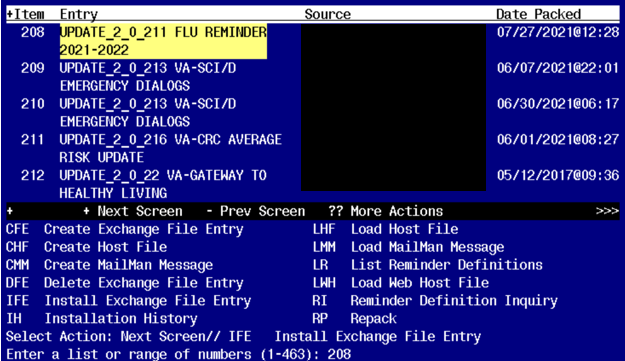 +Item Entry Source Date Packed
208 UPDATE_2_0_211 FLU REMINDER 07/27/2021@12:28
2021-2022
209 UPDATE_2_0_213 VA-SCI/D 06/07/2021@22:01
EMERGENCY DIALOGS
210 UPDATE_2_0_213 VA-SCI/D 06/30/2021@06:17
EMERGENCY DIALOGS
211 UPDATE_2_0_216 VA-CRC AVERAGE 06/01/2021@08:27
RISK UPDATE
212 UPDATE_2_0_22 VA-GATEWAY TO 05/12/2017@09:36
HEALTHY LIVING
+ + Next Screen - Prev Screen ?? More Actions >>>
CFE Create Exchange File Entry LHF Load Host File
CHF Create Host File LMM Load MailMan Message
CMM Create MailMan Message LR List Reminder Definitions
DFE Delete Exchange File Entry LWH Load Web Host File
IFE Install Exchange File Entry RI Reminder Definition Inquiry
IH Installation History RP Repack
Select Action: Next Screen// IFE Install Exchange File Entry
Enter a list or range of numbers (1-463): 208